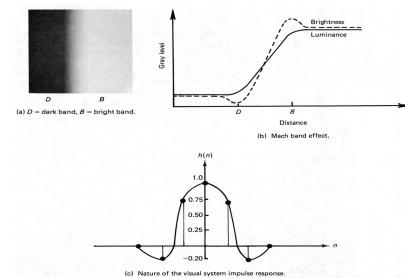 D B
(a) D = dark band, B = bright band.
Gray level
Brightness
Luminance
D B
Distance
(b) Mach band effect.
h(n)
1.0
0.75
0.50
0.25
−0.20
n
(c) Nature of the visual system impulse response.